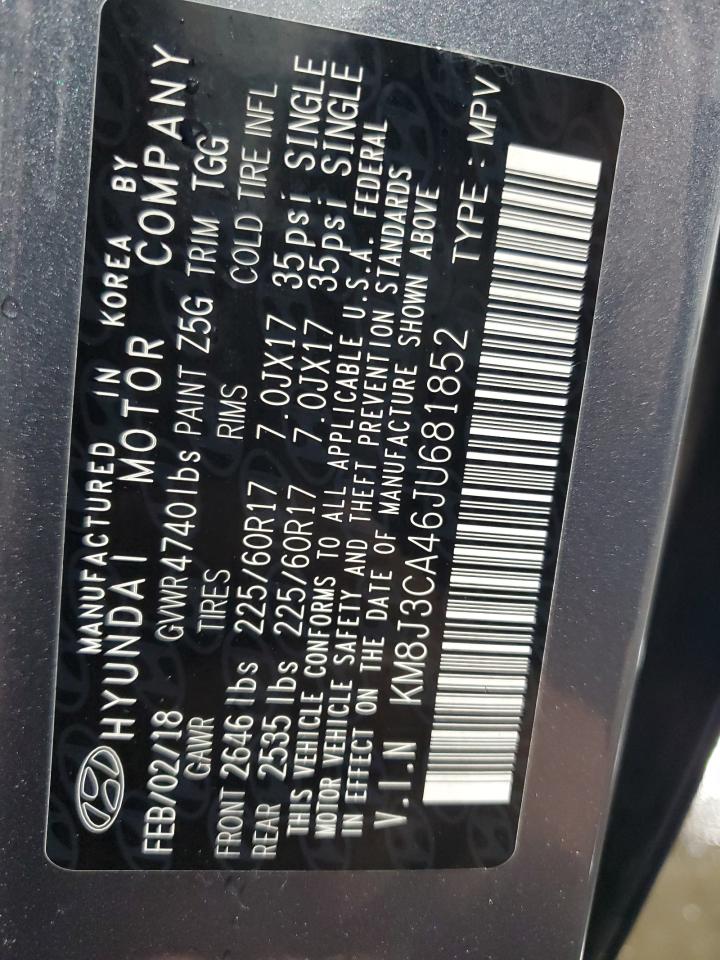 MANUFACTURED IN KOREA BY
HYUNDAI MOTOR COMPANY
FEB/02/18 GVWR4740lbs PAINT Z5G TRIM TGG
GAWR TIRES RIMS COLD TIRE INFL
FRONT 2646 lbs 225/60R17 7.0JX17 35psi SINGLE
REAR 2535 lbs 225/60R17 7.0JX17 35psi SINGLE
THIS VEHICLE CONFORMS TO ALL APPLICABLE U.S.A. FEDERAL
MOTOR VEHICLE SAFETY AND THEFT PREVENTION STANDARDS
IN EFFECT ON THE DATE OF MANUFACTURE SHOWN ABOVE
V.I.N KM8J3CA46JU681852 TYPE : MPV